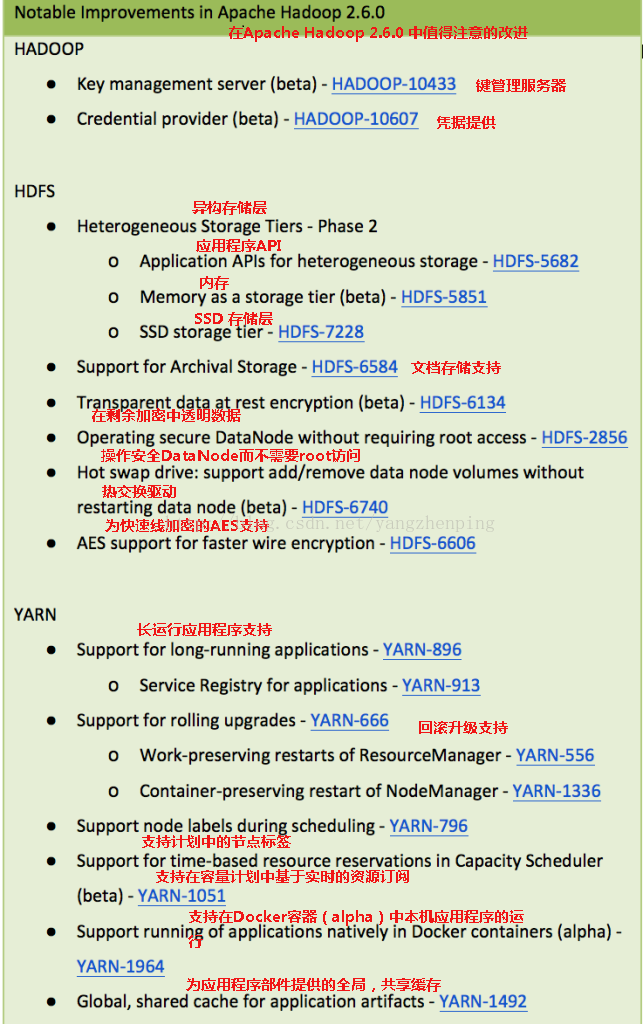 Notable Improvements in Apache Hadoop 2.6.0
在Apache Hadoop 2.6.0 中值得注意的改进
HADOOP
● Key management server (beta) - HADOOP-10433 键管理服务器
● Credential provider (beta) - HADOOP-10607 凭据提供
HDFS
异构存储层
● Heterogeneous Storage Tiers - Phase 2
应用程序API
o Application APIs for heterogeneous storage - HDFS-5682
内存
o Memory as a storage tier (beta) - HDFS-5851
SSD 存储层
o SSD storage tier - HDFS-7228
● Support for Archival Storage - HDFS-6584 文档存储支持
● Transparent data at rest encryption (beta) - HDFS-6134
在剩余加密中透明数据
● Operating secure DataNode without requiring root access - HDFS-2856
操作安全DataNode而不需要root访问
● Hot swap drive: support add/remove data node volumes without
热交换驱动
restarting data node (beta) - HDFS-6740
为快速线加密的AES支持 csdn.net/yangzhenping
● AES support for faster wire encryption - HDFS-6606
YARN
长运行应用程序支持
● Support for long-running applications - YARN-896
o Service Registry for applications - YARN-913
● Support for rolling upgrades - YARN-666 回滚升级支持
o Work-preserving restarts of ResourceManager - YARN-556
o Container-preserving restart of NodeManager - YARN-1336
● Support node labels during scheduling - YARN-796
支持计划中的节点标签
● Support for time-based resource reservations in Capacity Scheduler
支持在容量计划中基于实时的资源订阅
(beta) - YARN-1051
支持在Docker容器（alpha）中本机应用程序的运
● Support running of applications natively in Docker containers (alpha) -
行
YARN-1964
为应用程序部件提供的全局，共享缓存
● Global, shared cache for application artifacts - YARN-1492